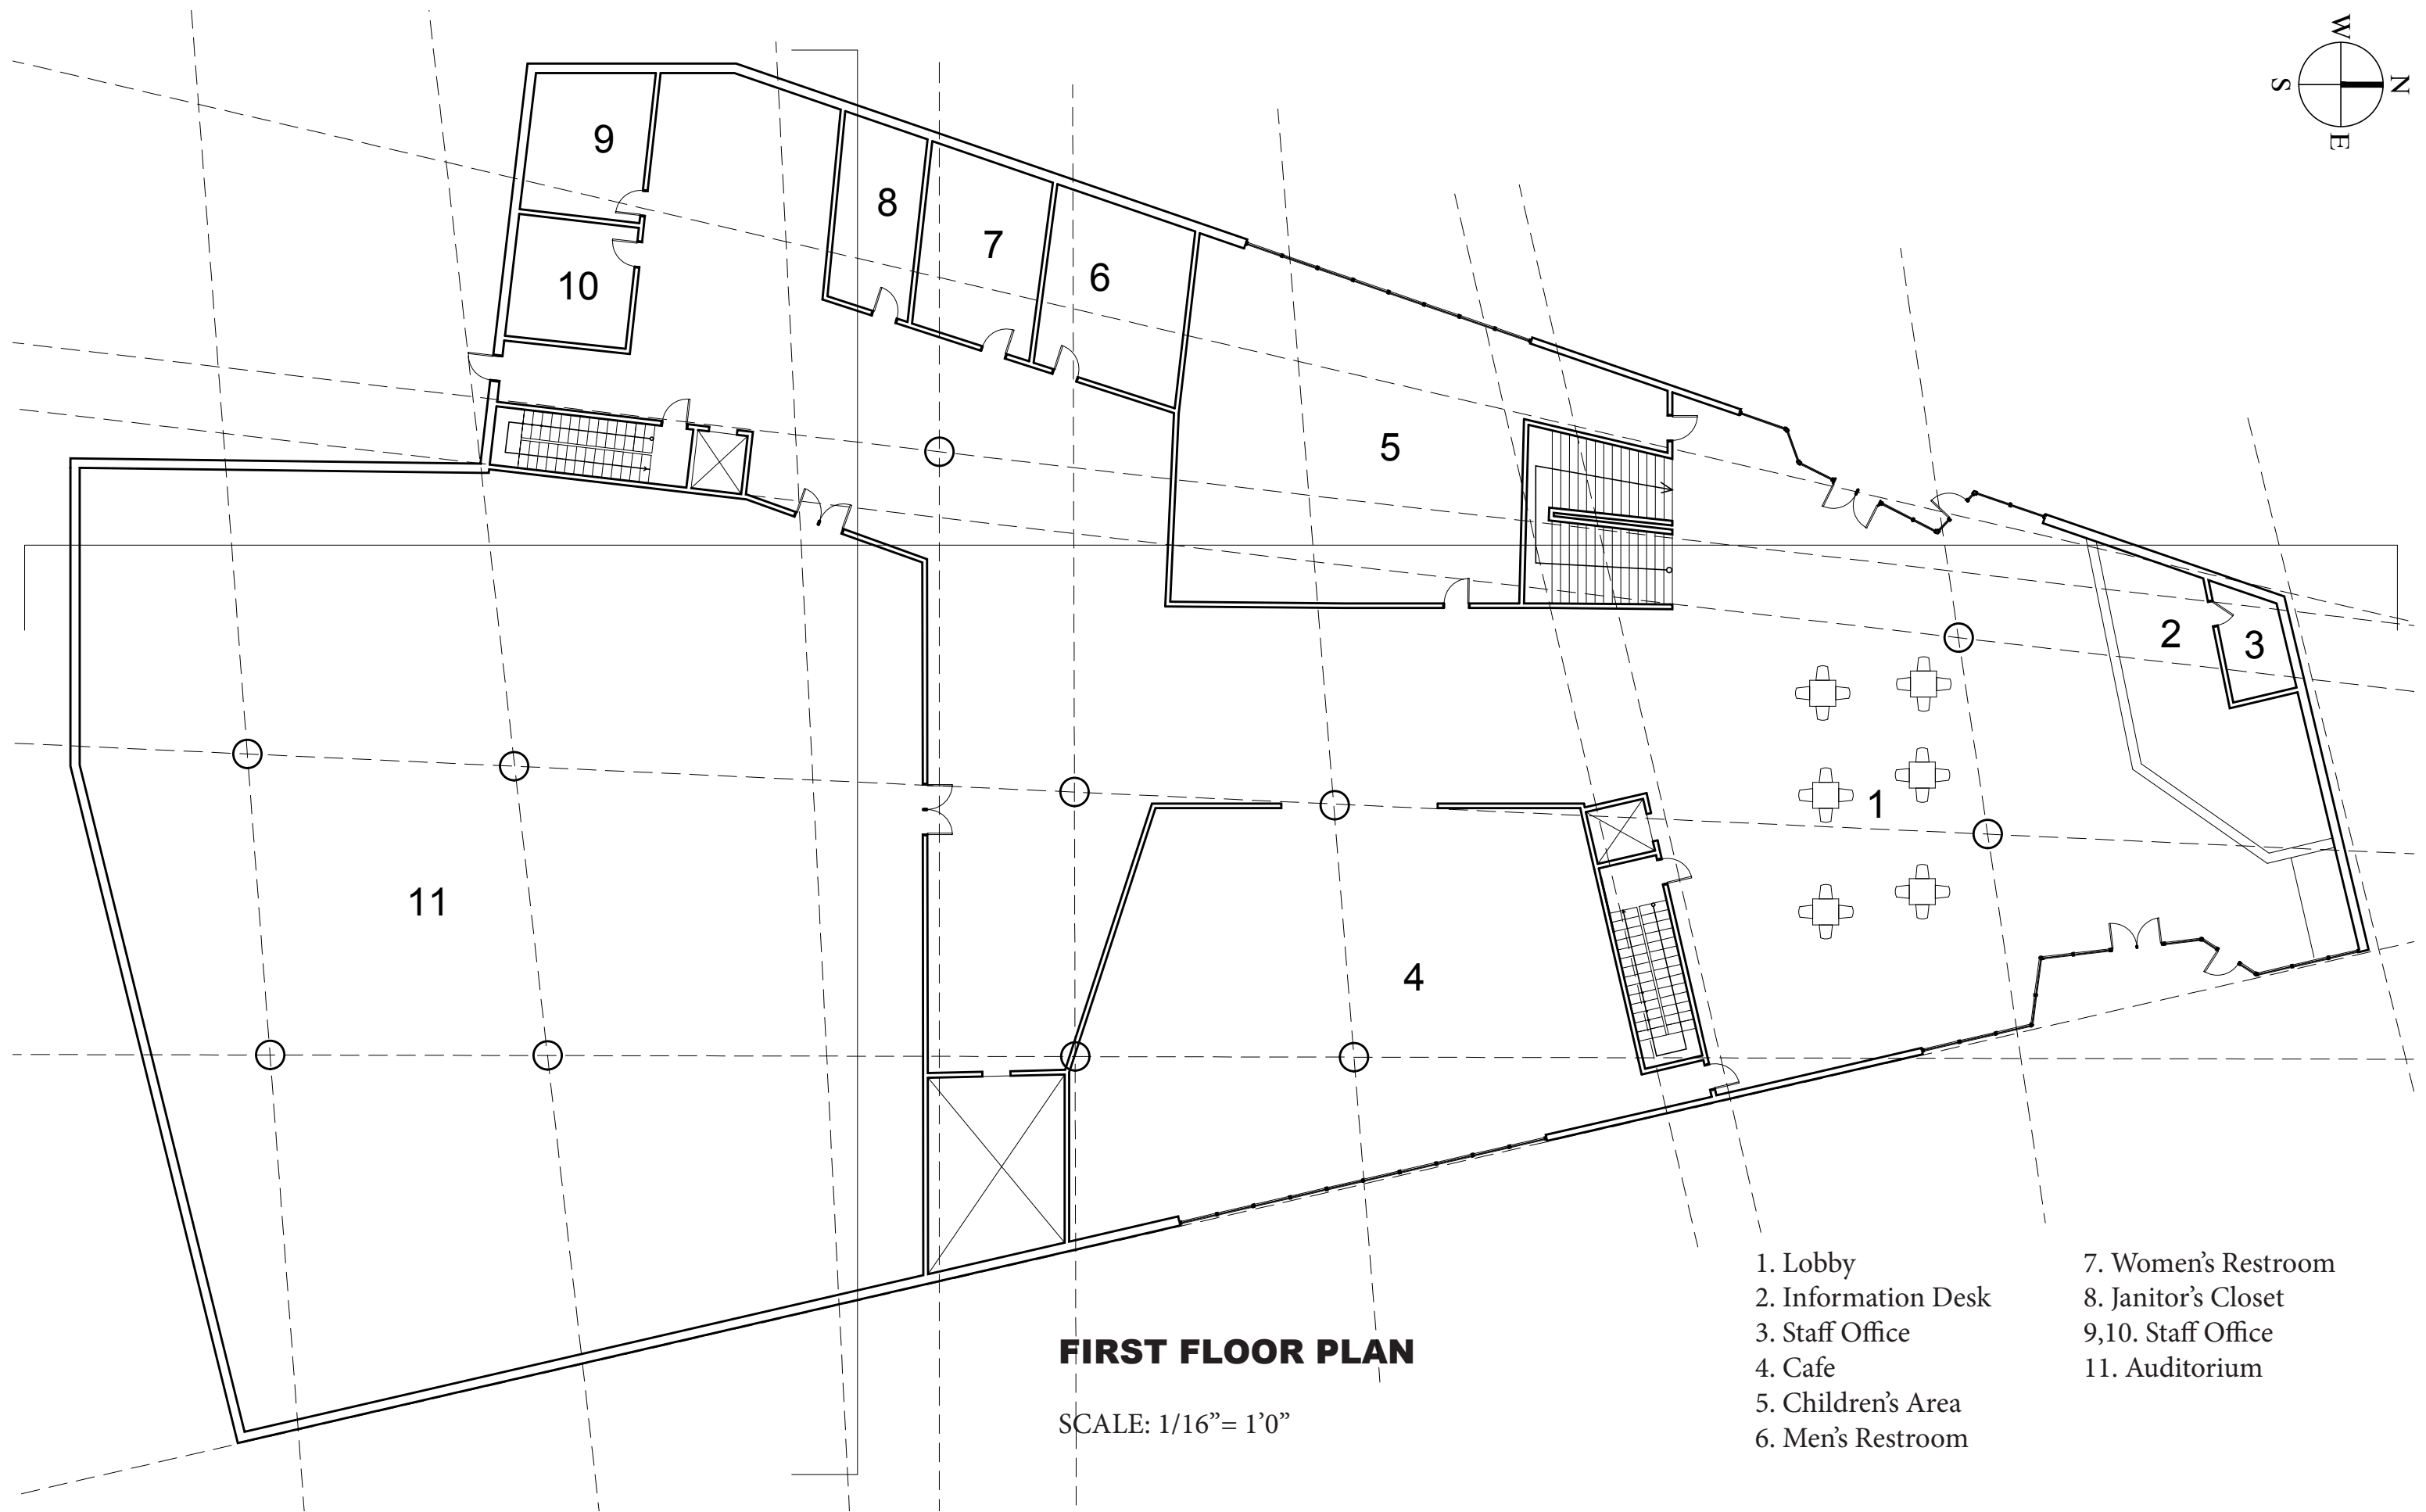 W
N
S
E
9
8
7
6
10
5
2
3
1
11
4
FIRST FLOOR PLAN
SCALE: 1/16”= 1’0”
1. Lobby
2. Information Desk
3. Staff Office
4. Cafe
5. Children’s Area
6. Men’s Restroom
7. Women’s Restroom
8. Janitor’s Closet
9,10. Staff Office
11. Auditorium